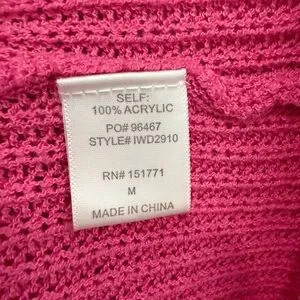 SELF:
100% ACRYLIC
PO# 96467
STYLE# IWD2910
RN# 151771
M
MADE IN CHINA